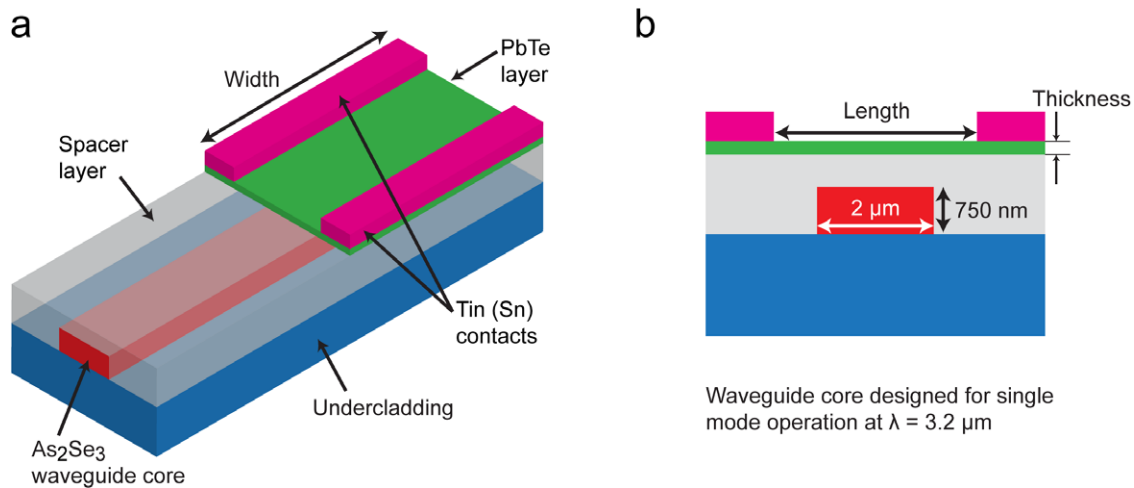 a
Width
PbTe
layer
Spacer
layer
Tin (Sn)
contacts
Undercladding
As2Se3
waveguide core
b
Thickness
Length
2 μm
750 nm
Waveguide core designed for single
mode operation at λ = 3.2 μm